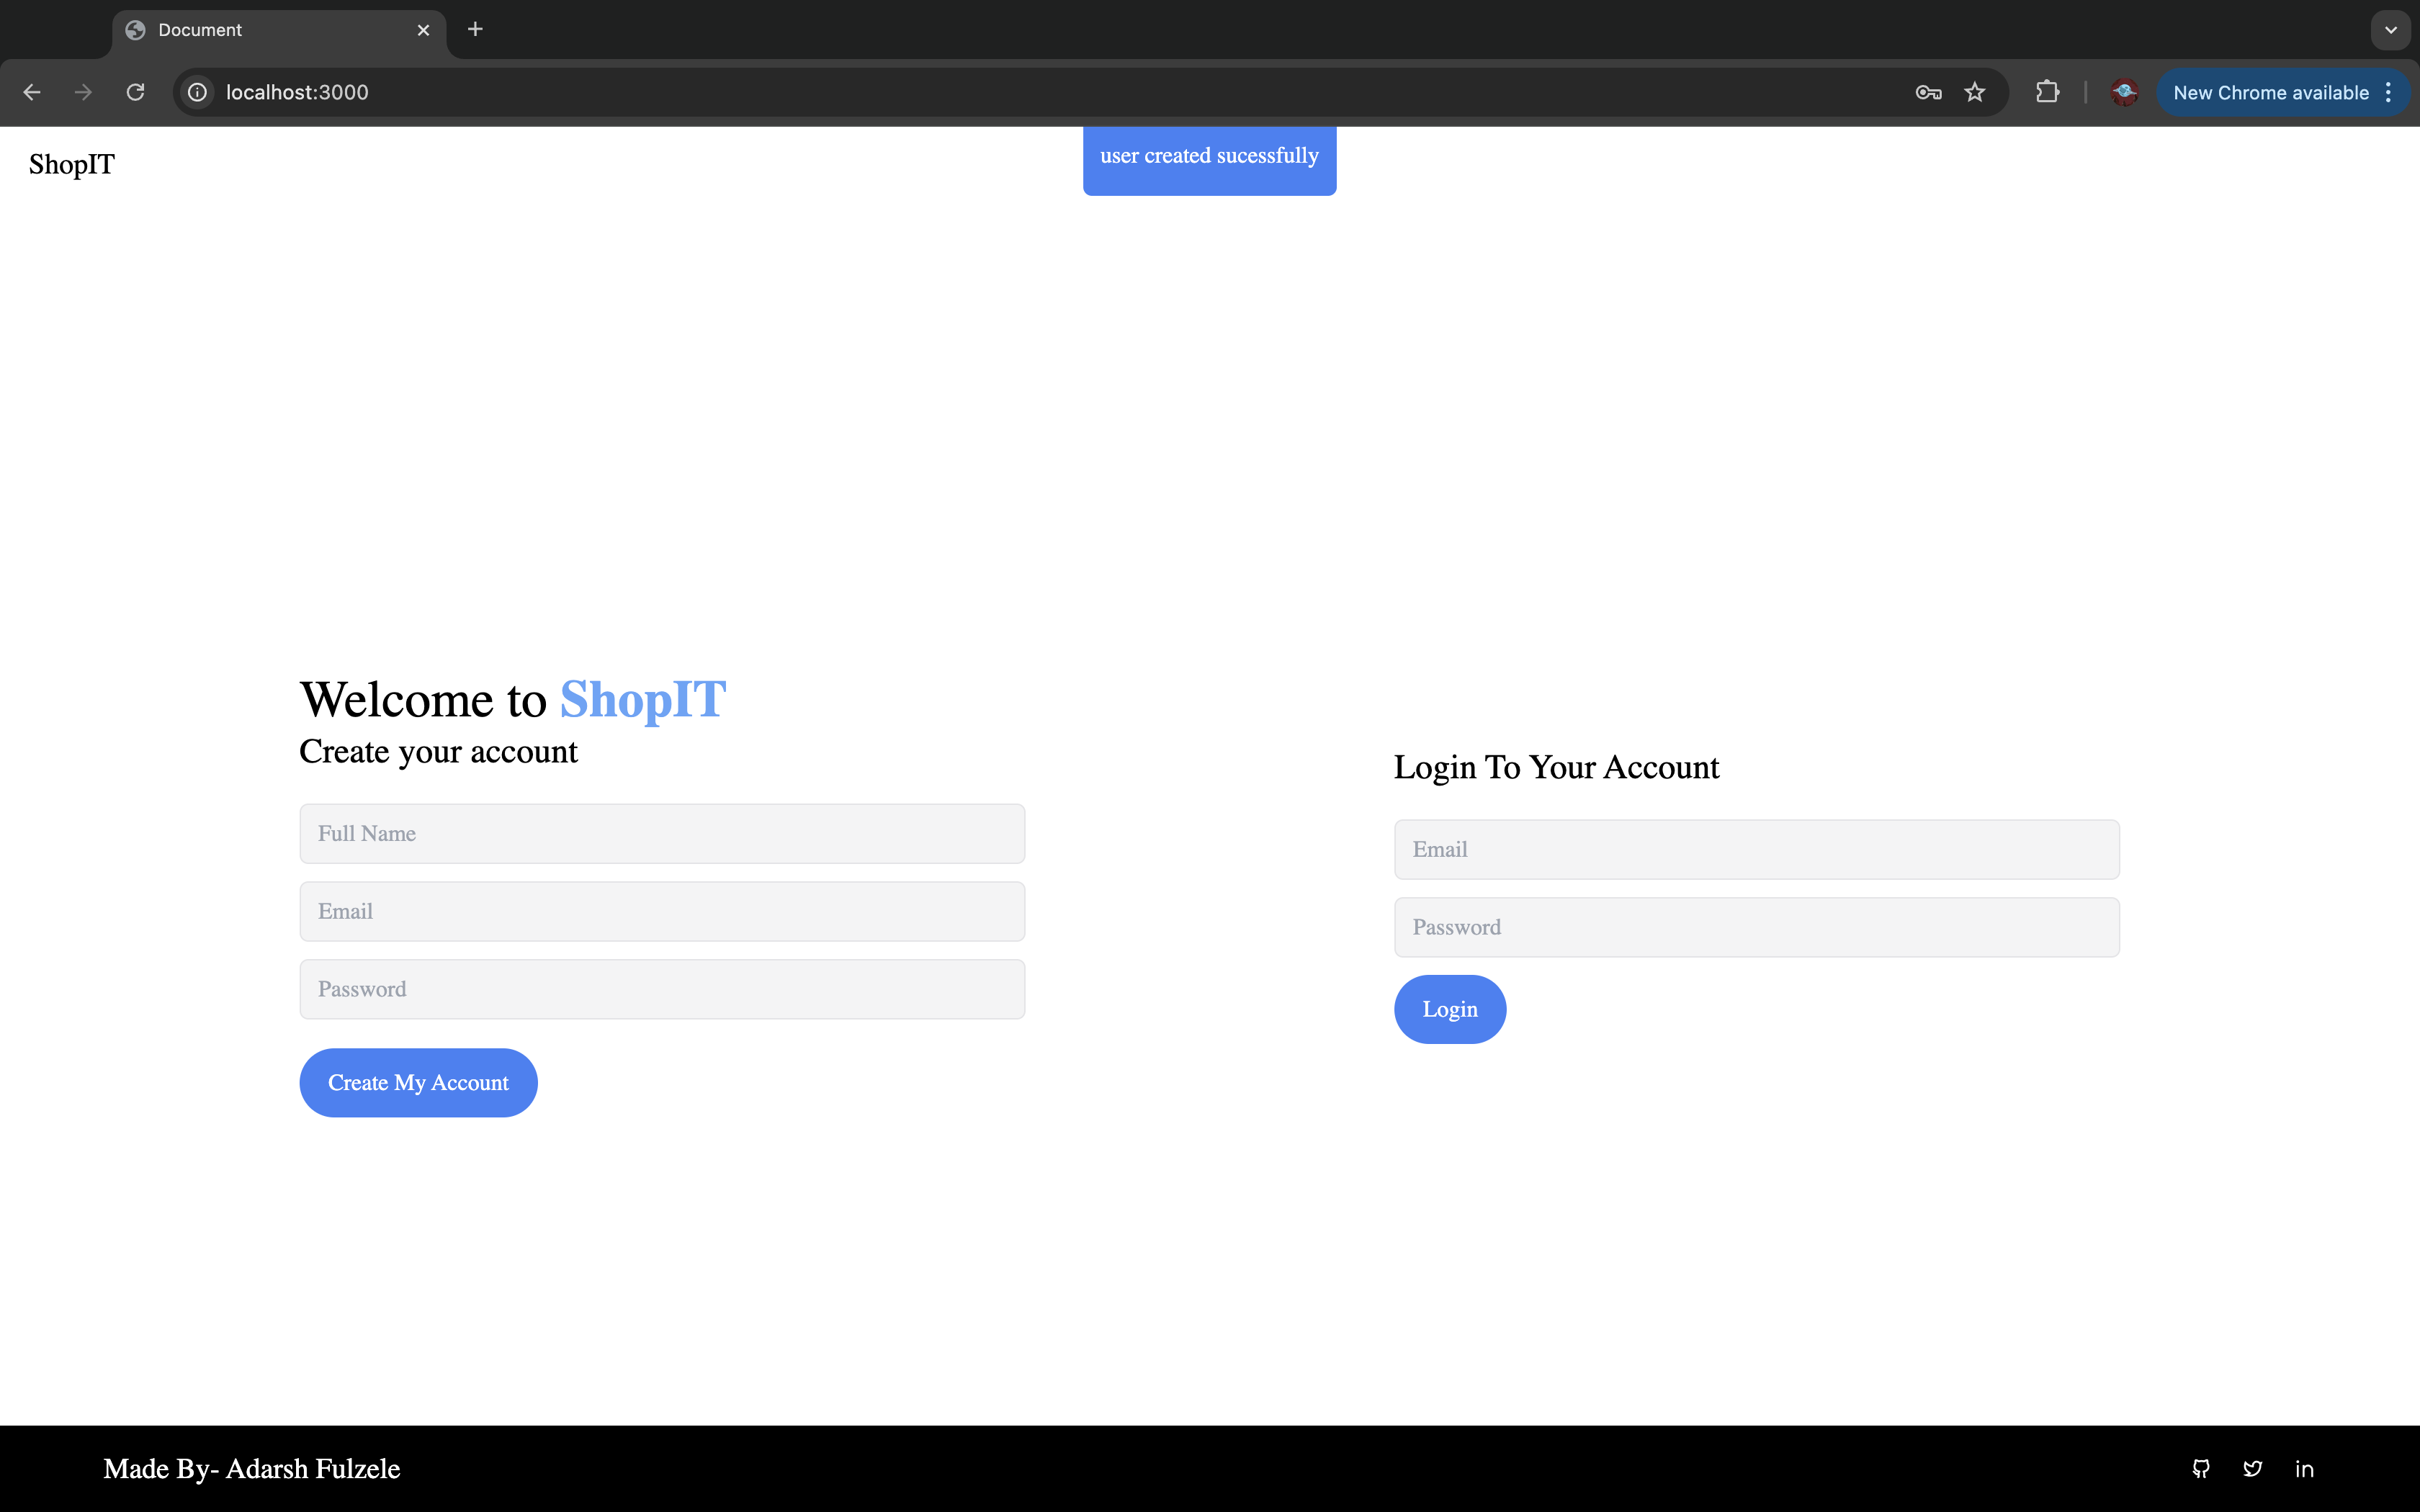 Document
localhost:3000
New Chrome available
ShopIT
user created sucessfully
Welcome to ShopIT
Create your account
Full Name
Email
Password
Create My Account
Login To Your Account
Email
Password
Login
Made By- Adarsh Fulzele
in